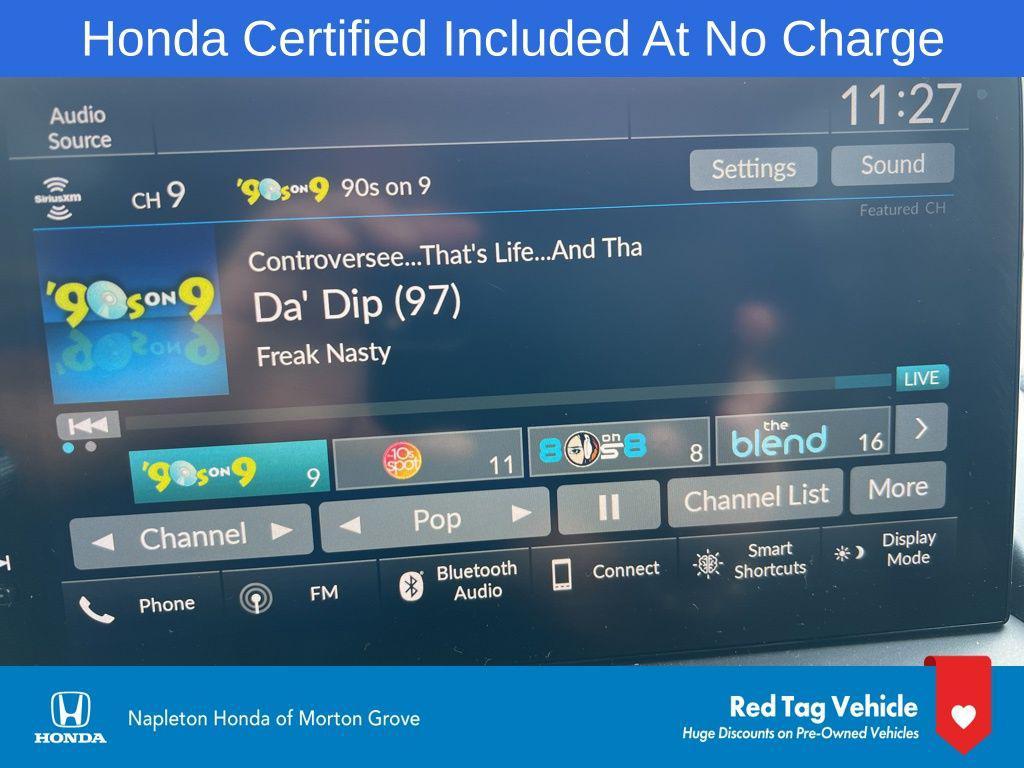 Honda Certified Included At No Charge
Audio
Source
11:27
SiriusXM
CH 9
'90s ON 9
90s on 9
Settings
Sound
Featured CH
'90s ON 9
Controversee...That's Life...And Tha
Da' Dip (97)
Freak Nasty
LIVE
'90s ON 9
9
-10s
spot
11
80s on 8
8
the
blend
16
Channel
Pop
Channel List
More
Phone
FM
Bluetooth
Audio
Connect
Smart
Shortcuts
Display
Mode
HONDA
Napleton Honda of Morton Grove
Red Tag Vehicle
Huge Discounts on Pre-Owned Vehicles